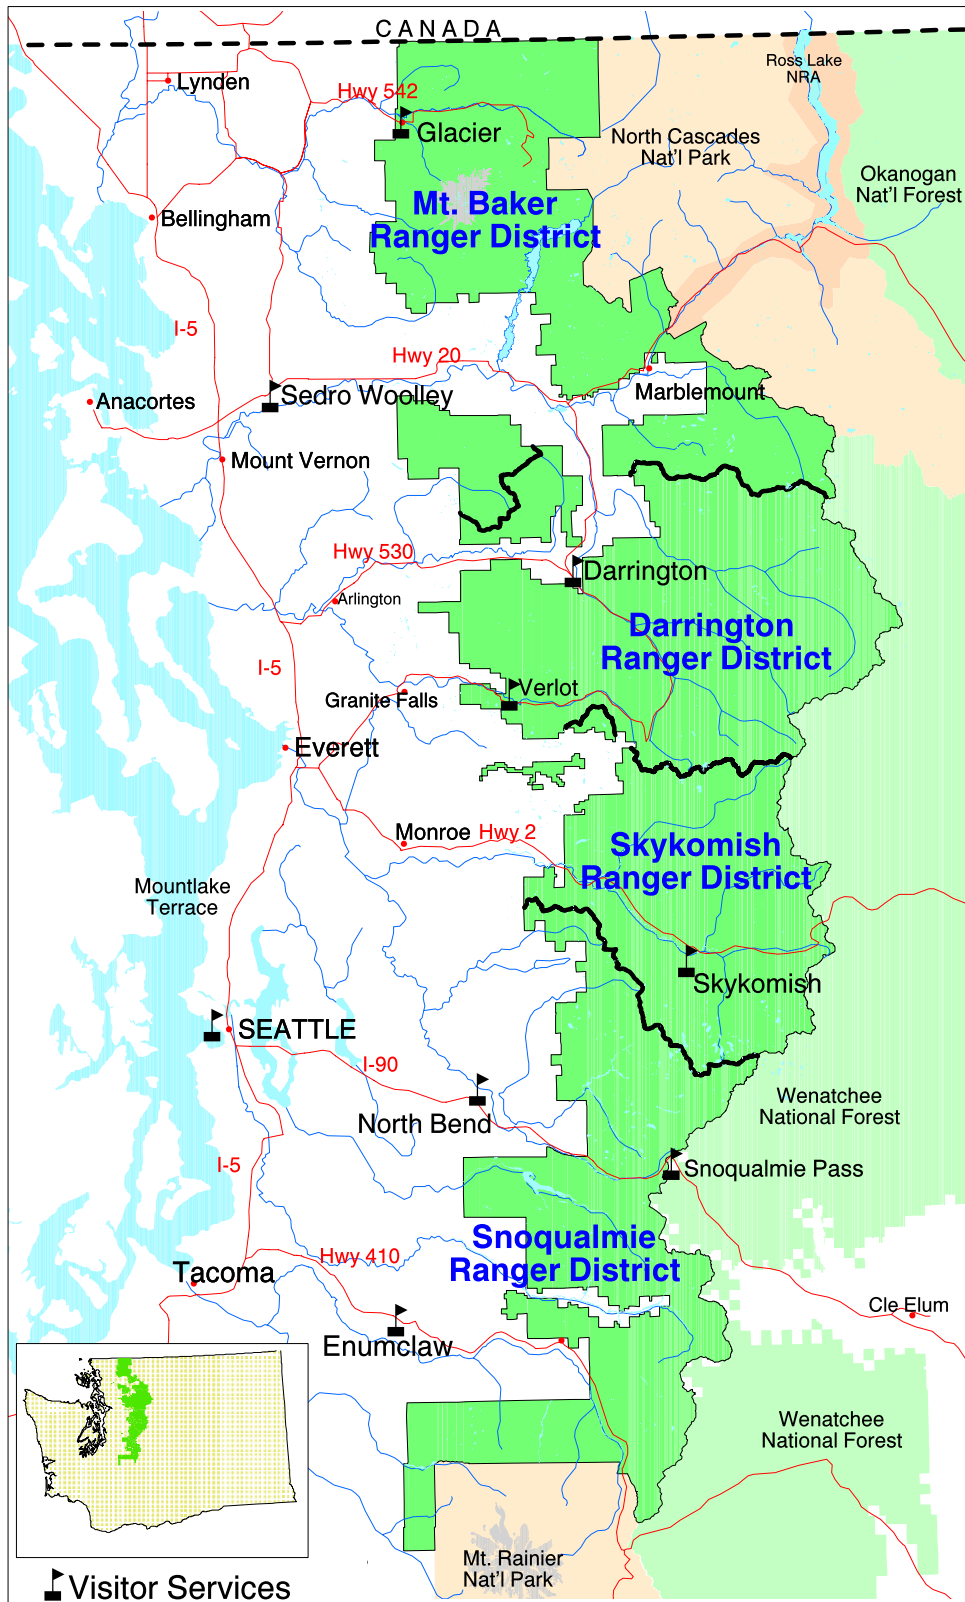 CANADA
Ross Lake
NRA
Lynden
Hwy 542
Glacier
North Cascades
Nat'l Park
Okanogan
Nat'l Forest
Mt. Baker
Ranger District
Bellingham
I-5
Hwy 20
Marblemount
Sedro Woolley
Anacortes
Mount Vernon
Hwy 530
Darrington
Arlington
Darrington
Ranger District
I-5
Verlot
Granite Falls
Everett
Monroe
Hwy 2
Skykomish
Ranger District
Mountlake
Terrace
Skykomish
SEATTLE
I-90
North Bend
Wenatchee
National Forest
I-5
Snoqualmie Pass
Snoqualmie
Ranger District
Hwy 410
Tacoma
Cle Elum
Enumclaw
Wenatchee
National Forest
Mt. Rainier
Nat'l Park
Visitor Services